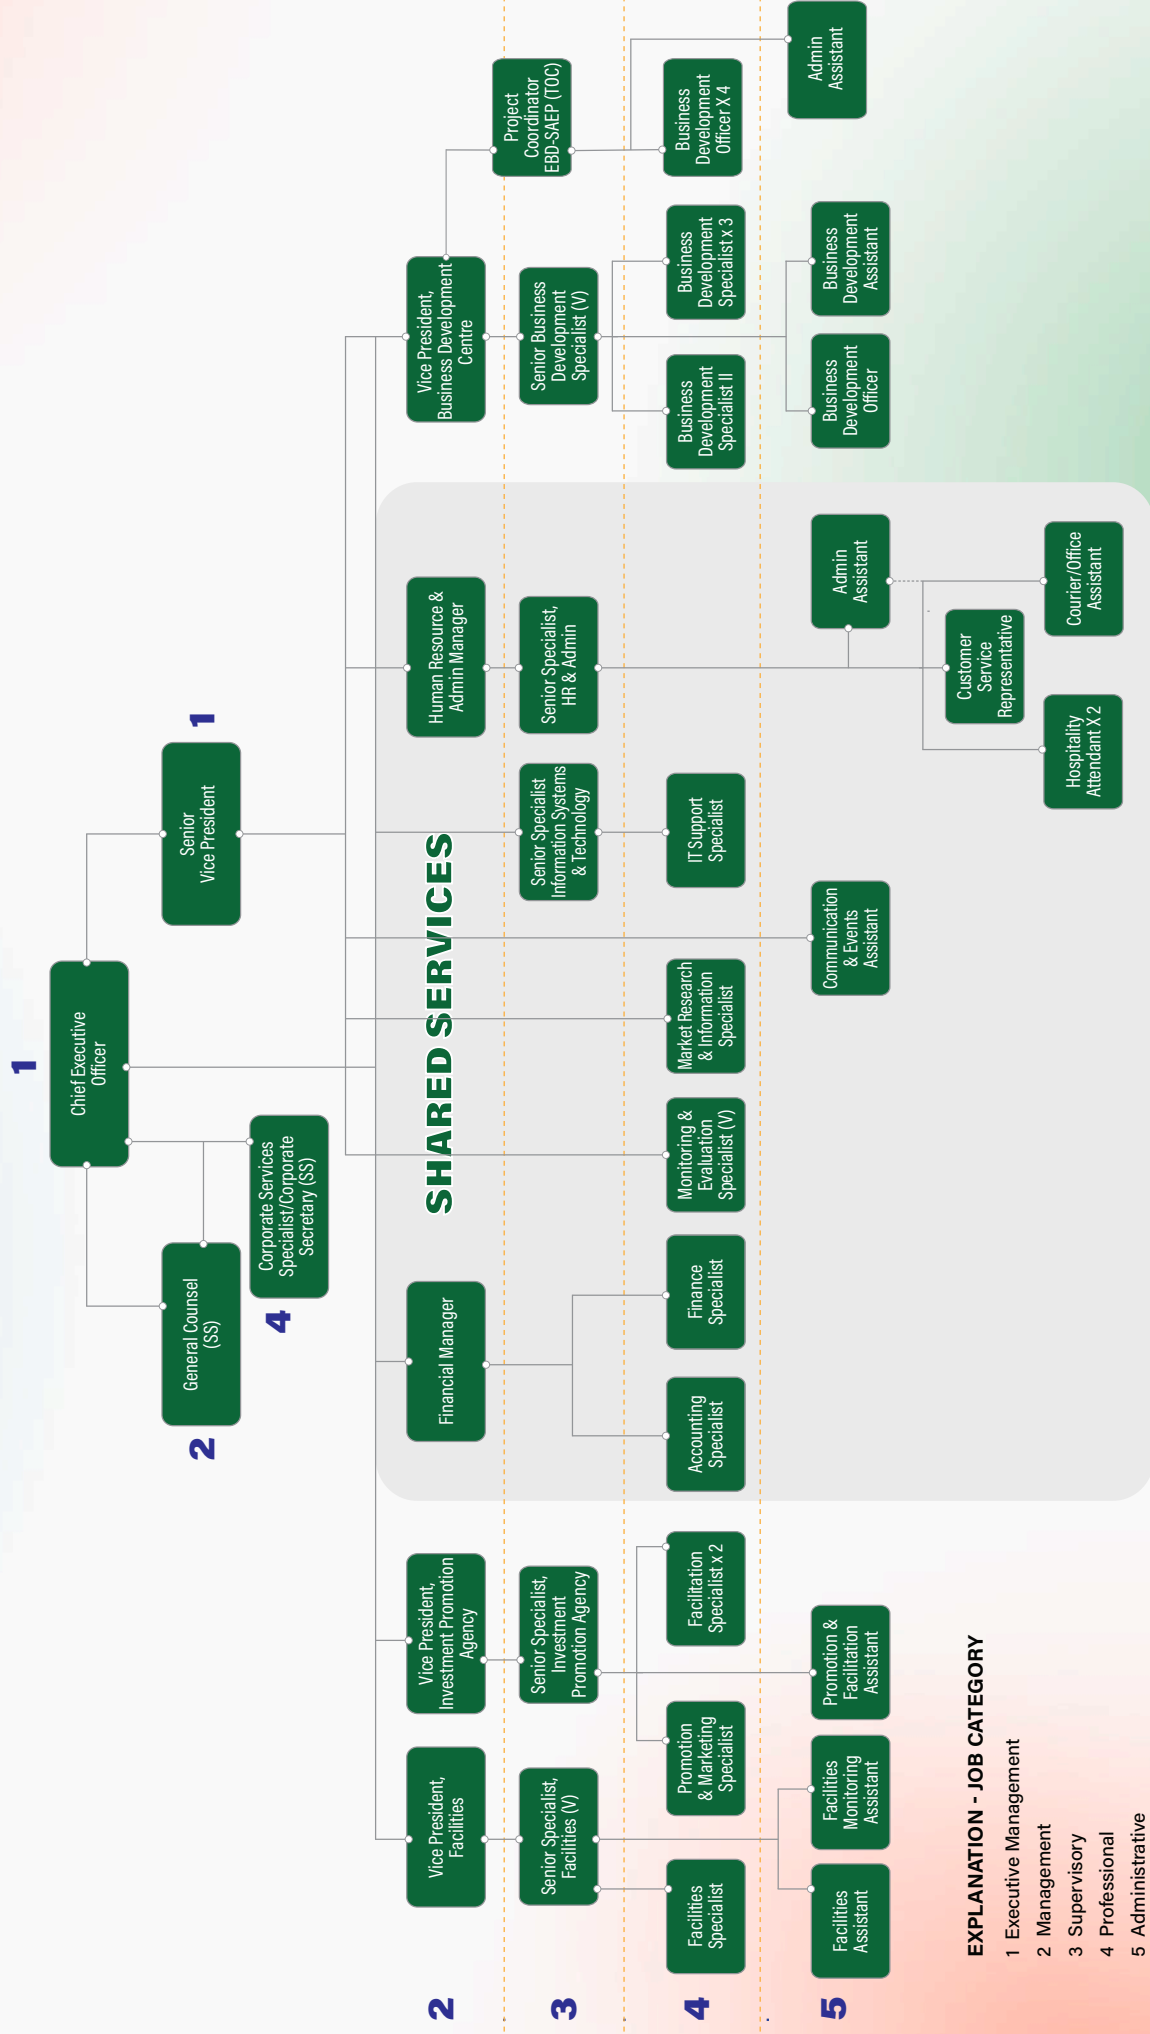 1
Chief Executive
Officer
1
Senior
Vice President
2
General Counsel
(SS)
4
Corporate Services
Specialist/Corporate
Secretary (SS)
SHARED SERVICES
2
Vice President,
Facilities
Vice President,
Investment Promotion
Agency
Financial Manager
Human Resource &
Admin Manager
Vice President,
Business Development
Centre
3
Senior Specialist,
Facilities (V)
Senior Specialist,
Investment
Promotion Agency
Senior Specialist
Information Systems
& Technology
Senior Specialist,
HR & Admin
Senior Business
Development
Specialist (V)
Project
Coordinator
EBD-SAEP (TOC)
4
Facilities
Specialist
Promotion
& Marketing
Specialist
Facilitation
Specialist x 2
Accounting
Specialist
Finance
Specialist
Monitoring &
Evaluation
Specialist (V)
Market Research
& Information
Specialist
IT Support
Specialist
Business
Development
Specialist II
Business
Development
Specialist x 3
Business
Development
Officer X 4
5
Facilities
Assistant
Facilities
Monitoring
Assistant
Promotion &
Facilitation
Assistant
Communication
& Events
Assistant
Admin
Assistant
Business
Development
Officer
Business
Development
Assistant
Admin
Assistant
Customer
Service
Representative
Hospitality
Attendant X 2
Courier/Office
Assistant
EXPLANATION - JOB CATEGORY
1 Executive Management
2 Management
3 Supervisory
4 Professional
5 Administrative